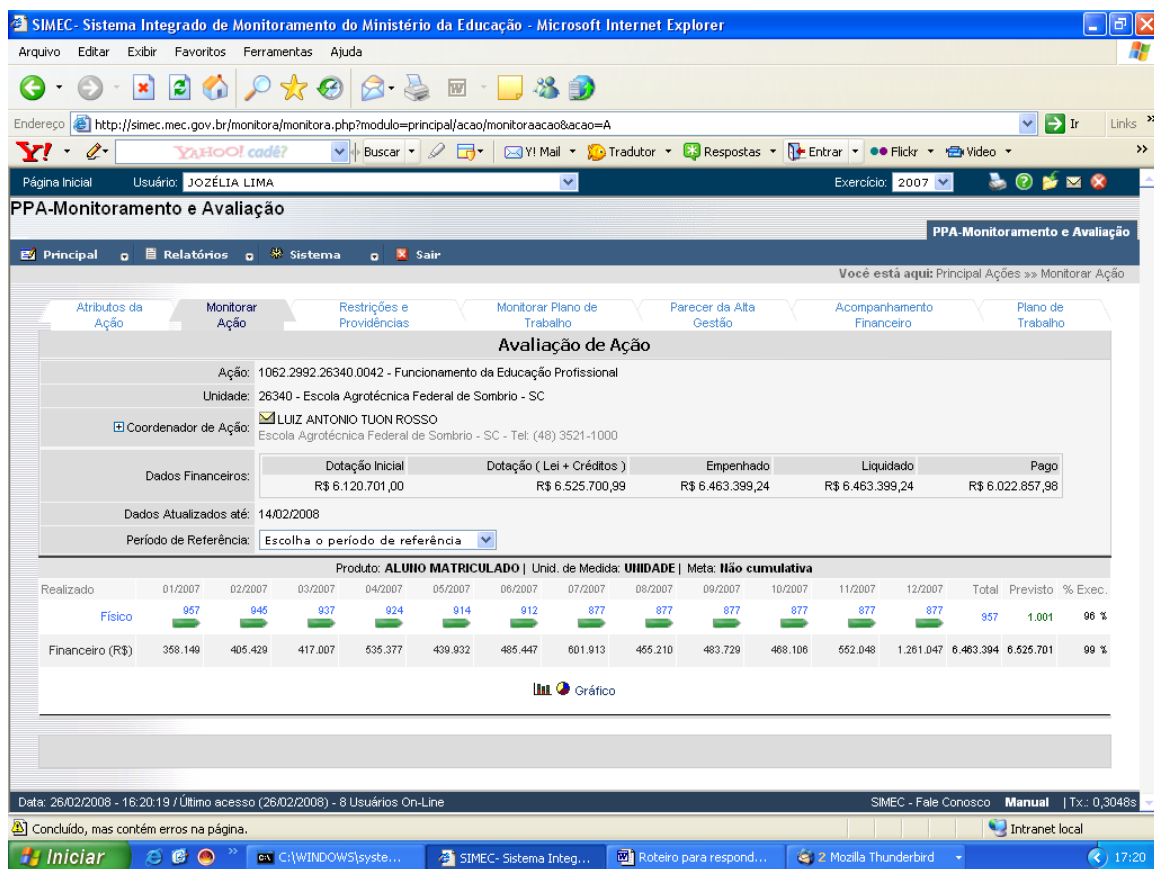 SIMEC- Sistema Integrado de Monitoramento do Ministério da Educação - Microsoft Internet Explorer
Arquivo Editar Exibir Favoritos Ferramentas Ajuda
Endereço http://simec.mec.gov.br/monitora/monitora.php?modulo=principal/acao/monitoraacao&acao=A Ir Links »
Y! YAHOO! cadê? Buscar Y! Mail Tradutor Respostas Entrar Flickr Video »
Página Inicial Usuário: JOZÉLIA LIMA Exercício: 2007
PPA-Monitoramento e Avaliação
PPA-Monitoramento e Avaliação
Principal Relatórios Sistema Sair
Você está aqui: Principal Ações »» Monitorar Ação
Atributos da Monitorar Restrições e Monitorar Plano de Parecer da Alta Acompanhamento Plano de
Ação Ação Providências Trabalho Gestão Financeiro Trabalho
Avaliação de Ação
Ação: 1062.2992.26340.0042 - Funcionamento da Educação Profissional
Unidade: 26340 - Escola Agrotécnica Federal de Sombrio - SC
Coordenador de Ação: LUIZ ANTONIO TUON ROSSO
Escola Agrotécnica Federal de Sombrio - SC - Tel: (48) 3521-1000
Dados Financeiros: Dotação Inicial Dotação ( Lei + Créditos ) Empenhado Liquidado Pago
R$ 6.120.701,00 R$ 6.525.700,99 R$ 6.463.399,24 R$ 6.463.399,24 R$ 6.022.857,98
Dados Atualizados até: 14/02/2008
Período de Referência: Escolha o período de referência
Produto: ALUNO MATRICULADO | Unid. de Medida: UNIDADE | Meta: Não cumulativa
Realizado 01/2007 02/2007 03/2007 04/2007 05/2007 06/2007 07/2007 08/2007 09/2007 10/2007 11/2007 12/2007 Total Previsto % Exec.
Físico 957 945 937 924 914 912 877 877 877 877 877 877 957 1.001 96 %
Financeiro (R$) 358.149 405.429 417.007 535.377 439.932 485.447 601.913 455.210 483.729 468.106 552.048 1.261.047 6.463.394 6.525.701 99 %
Gráfico
Data: 26/02/2008 - 16:20:19 / Último acesso (26/02/2008) - 8 Usuários On-Line SIMEC - Fale Conosco Manual | Tx.: 0,3048s
Concluído, mas contém erros na página. Intranet local
Iniciar » C:\WINDOWS\syste... SIMEC- Sistema Integ... Roteiro para respond... 2 Mozilla Thunderbird 17:20